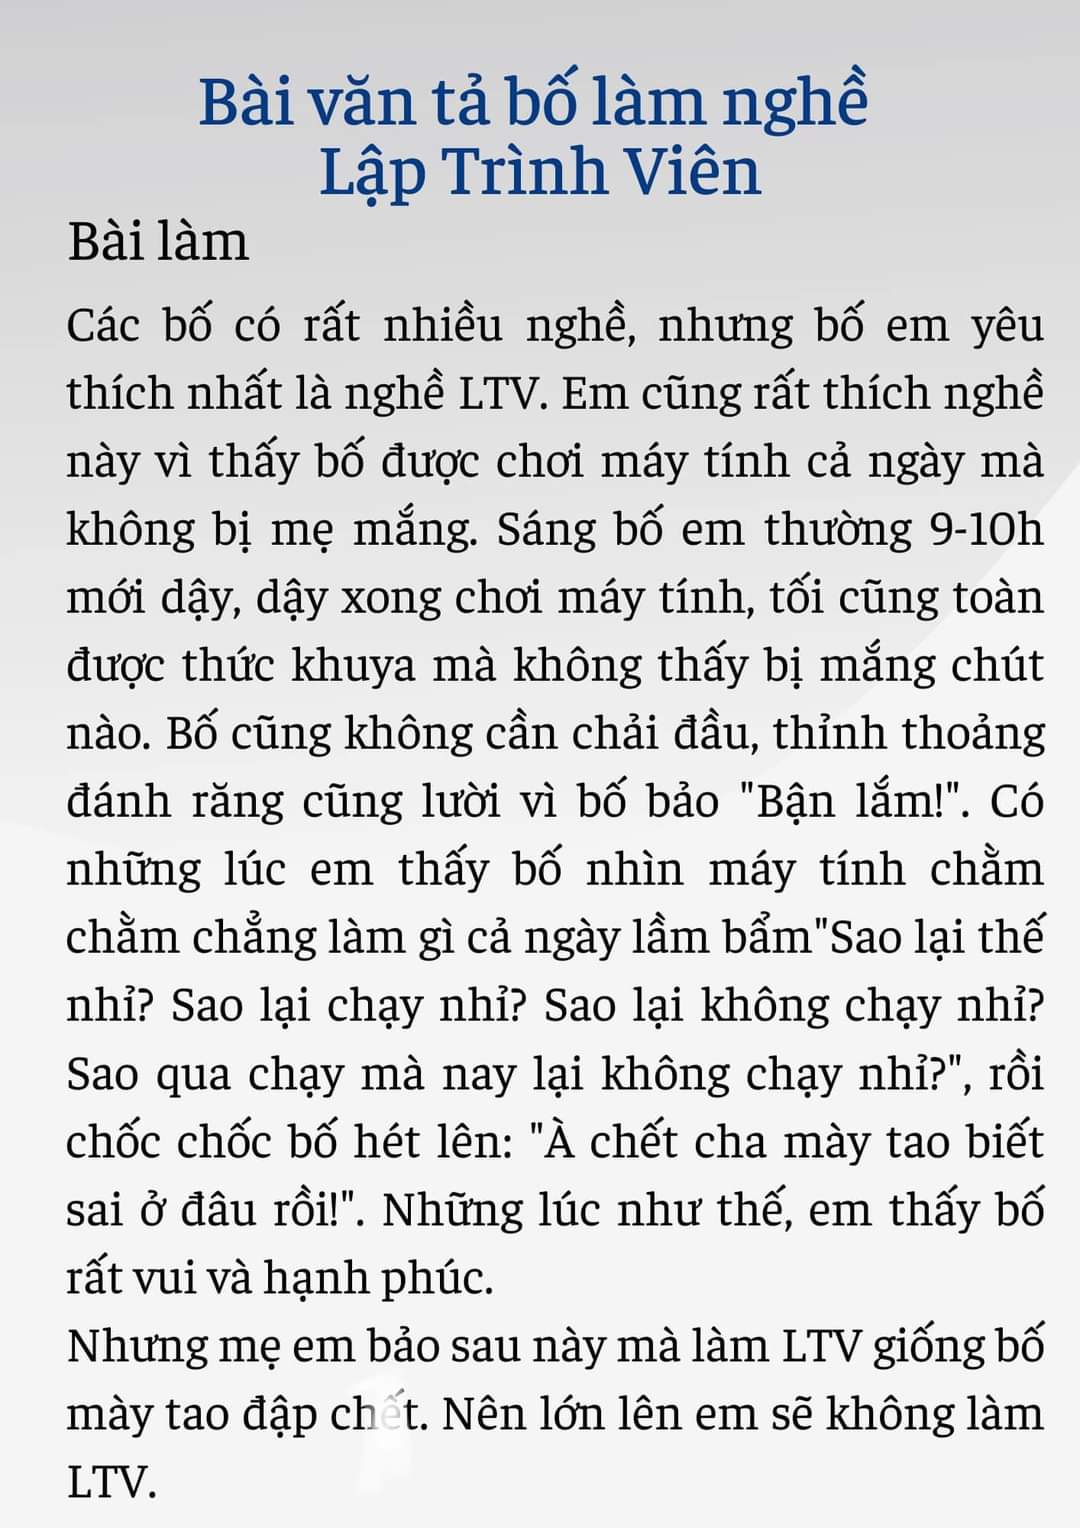 Bài văn tả bố làm nghề
Lập Trình Viên
Bài làm
Các bố có rất nhiều nghề, nhưng bố em yêu
thích nhất là nghề LTV. Em cũng rất thích nghề
này vì thấy bố được chơi máy tính cả ngày mà
không bị mẹ mắng. Sáng bố em thường 9-10h
mới dậy, dậy xong chơi máy tính, tối cũng toàn
được thức khuya mà không thấy bị mắng chút
nào. Bố cũng không cần chải đầu, thỉnh thoảng
đánh răng cũng lười vì bố bảo "Bận lắm!". Có
những lúc em thấy bố nhìn máy tính chằm
chằm chẳng làm gì cả ngày lầm bẩm"Sao lại thế
nhỉ? Sao lại chạy nhỉ? Sao lại không chạy nhỉ?
Sao qua chạy mà nay lại không chạy nhỉ?", rồi
chốc chốc bố hét lên: "À chết cha mày tao biết
sai ở đâu rồi!". Những lúc như thế, em thấy bố
rất vui và hạnh phúc.
Nhưng mẹ em bảo sau này mà làm LTV giống bố
mày tao đập chết. Nên lớn lên em sẽ không làm
LTV.